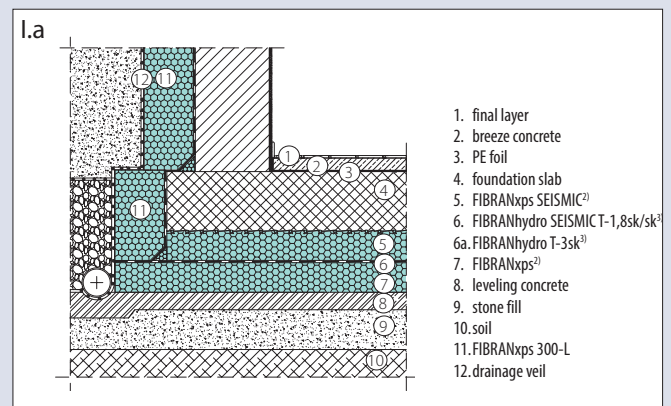 I.a
12 11
1
2
3
4
11
5
6
7
8
9
10
1. final layer
2. breeze concrete
3. PE foil
4. foundation slab
5. FIBRANxps SEISMIC²⁾
6. FIBRANhydro SEISMIC T-1,8sk/sk³⁾
6a. FIBRANhydro T-3sk³⁾
7. FIBRANxps²⁾
8. leveling concrete
9. stone fill
10. soil
11. FIBRANxps 300-L
12. drainage veil